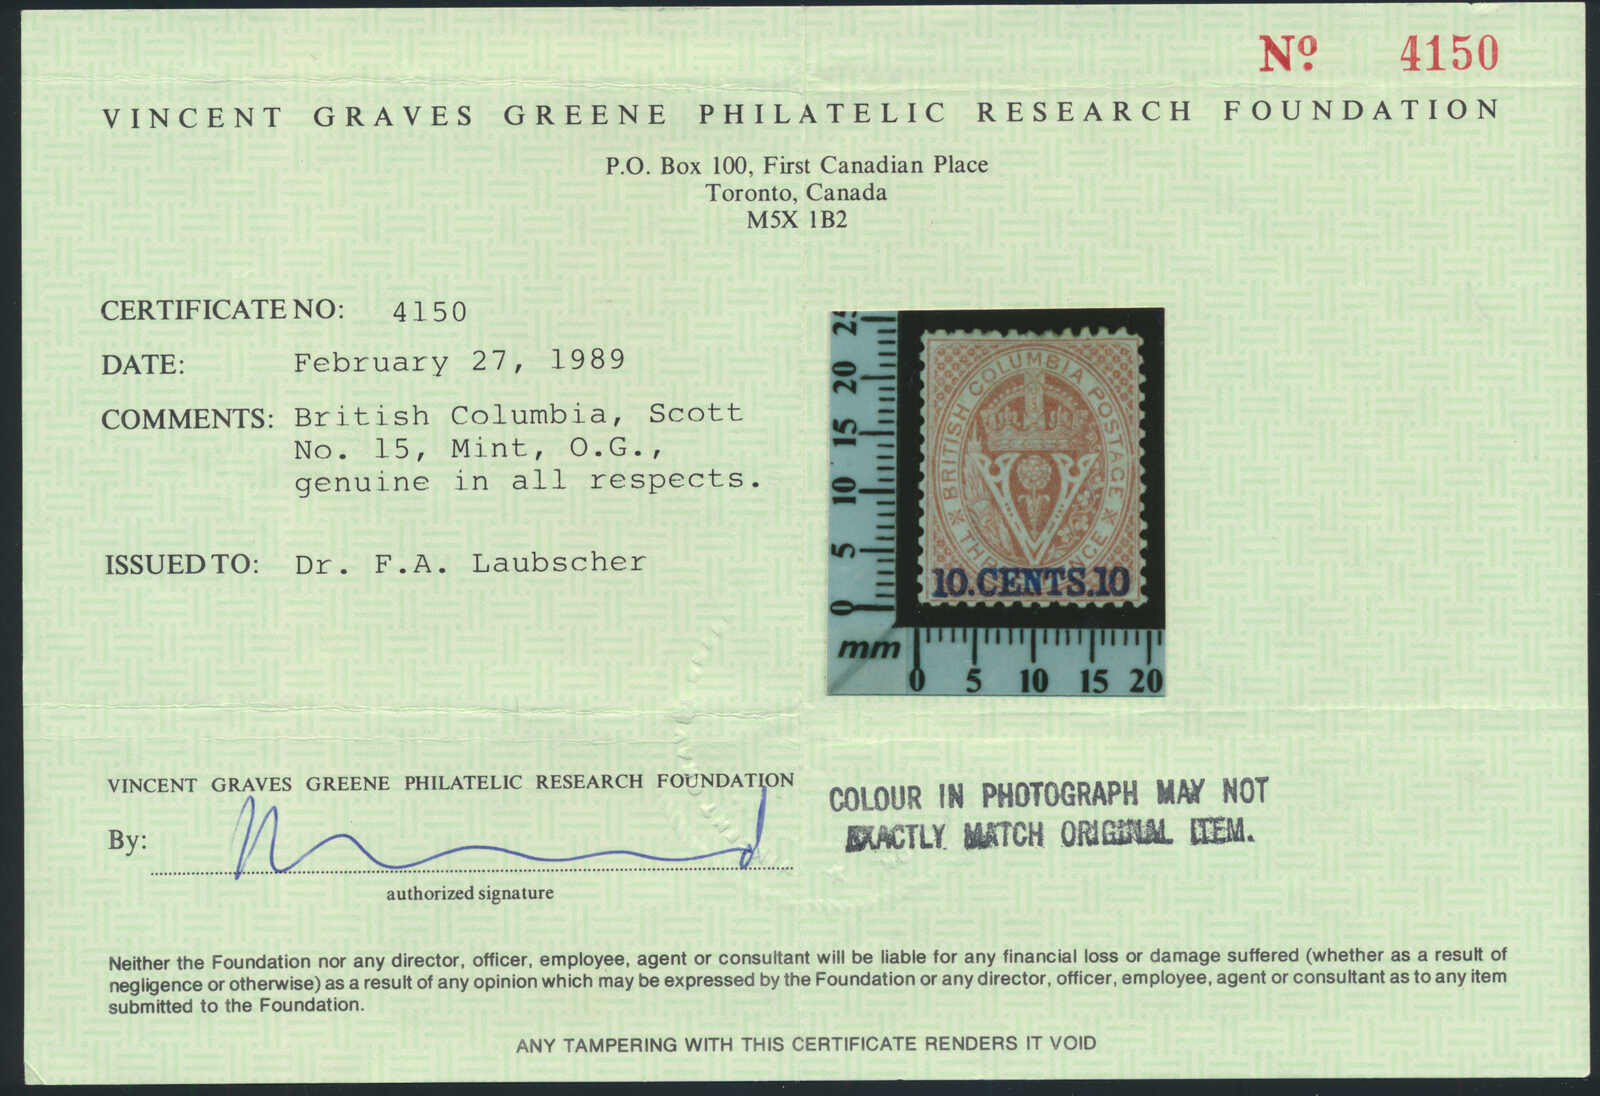 Nº. 4150
VINCENT GRAVES GREENE PHILATELIC RESEARCH FOUNDATION
P.O. Box 100, First Canadian Place
Toronto, Canada
M5X 1B2
CERTIFICATE NO: 4150
DATE: February 27, 1989
COMMENTS: British Columbia, Scott
No. 15, Mint, O.G.,
genuine in all respects.
ISSUED TO: Dr. F.A. Laubscher
25
20
15
10
5
0
mm
0 5 10 15 20
BRITISH COLUMBIA POSTAGE
10.CENTS.10
VINCENT GRAVES GREENE PHILATELIC RESEARCH FOUNDATION
By:
authorized signature
COLOUR IN PHOTOGRAPH MAY NOT
EXACTLY MATCH ORIGINAL ITEM.
Neither the Foundation nor any director, officer, employee, agent or consultant will be liable for any financial loss or damage suffered (whether as a result of
negligence or otherwise) as a result of any opinion which may be expressed by the Foundation or any director, officer, employee, agent or consultant as to any item
submitted to the Foundation.
ANY TAMPERING WITH THIS CERTIFICATE RENDERS IT VOID